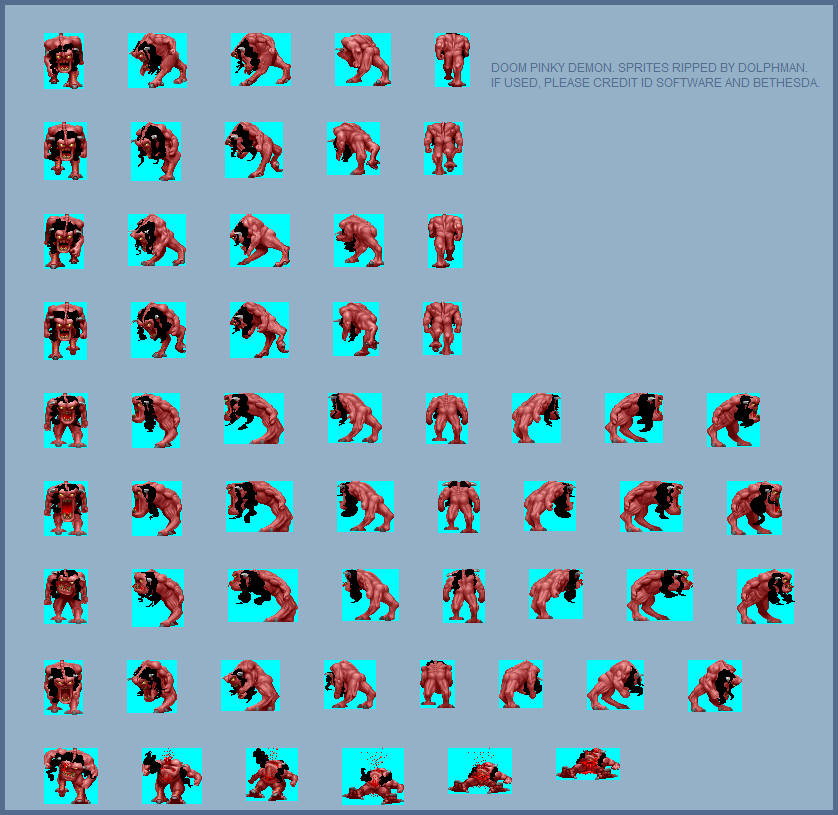 DOOM PINKY DEMON. SPRITES RIPPED BY DOLPHMAN.
IF USED, PLEASE CREDIT ID SOFTWARE AND BETHESDA.